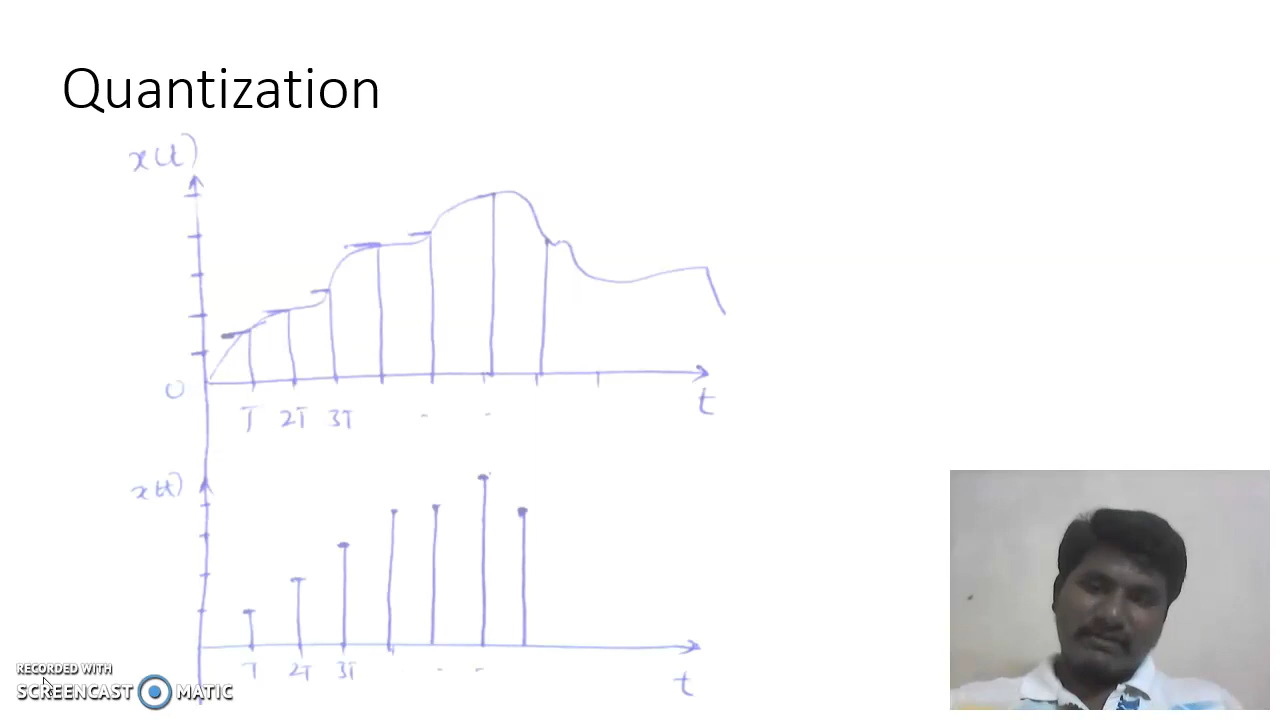 Quantization
x(t)
0
T 2T 3T - -
t
x(t)
T 2T 3T - -
t
RECORDED WITH
SCREENCAST MATIC